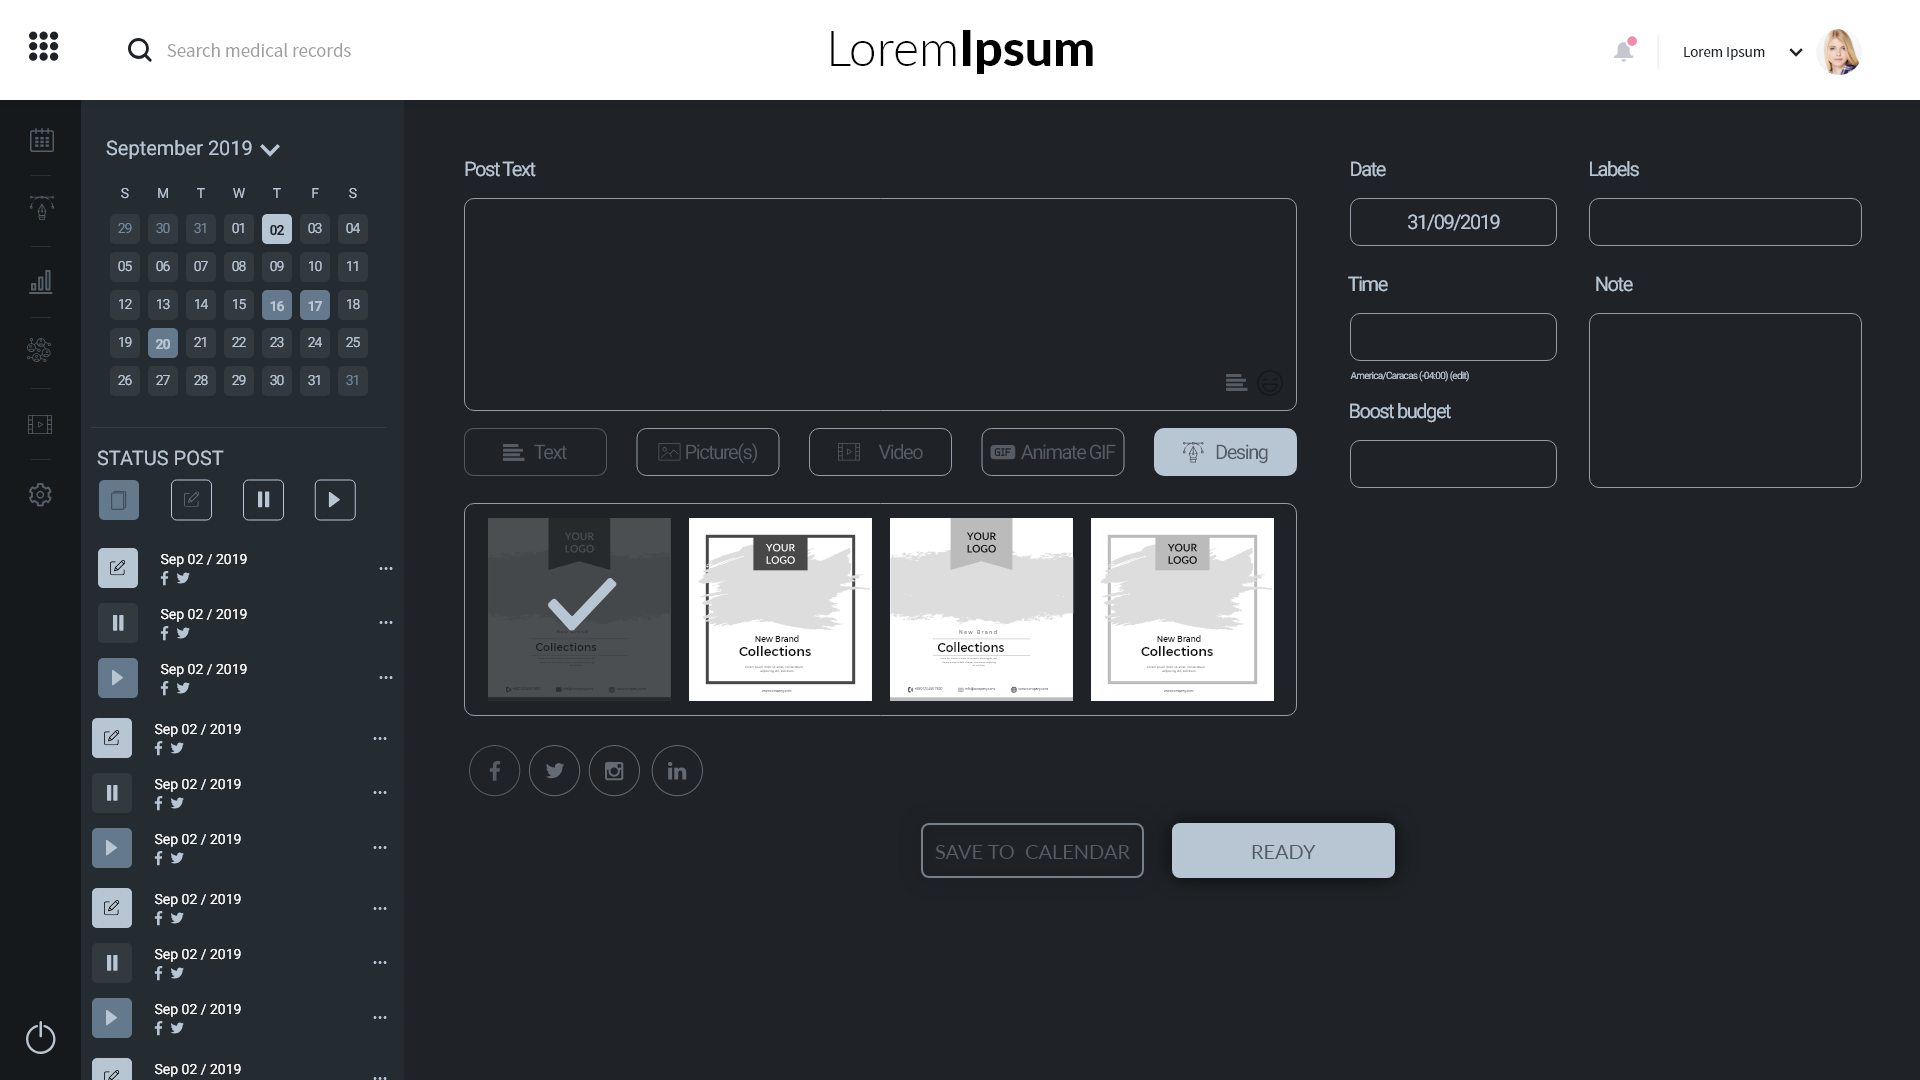 Search medical records
LoremIpsum
Lorem Ipsum
September 2019
S M T W T F S
29 30 31 01 02 03 04
05 06 07 08 09 10 11
12 13 14 15 16 17 18
19 20 21 22 23 24 25
26 27 28 29 30 31 31
STATUS POST
Sep 02 / 2019
Sep 02 / 2019
Sep 02 / 2019
Sep 02 / 2019
Sep 02 / 2019
Sep 02 / 2019
Sep 02 / 2019
Sep 02 / 2019
Sep 02 / 2019
Sep 02 / 2019
Post Text
Text
Picture(s)
Video
GIF Animate GIF
Desing
YOUR
LOGO
New Brand
Collections
YOUR
LOGO
New Brand
Collections
YOUR
LOGO
New Brand
Collections
YOUR
LOGO
New Brand
Collections
SAVE TO CALENDAR
READY
Date
31/09/2019
Labels
Time
America/Caracas (-04:00) (edit)
Note
Boost budget